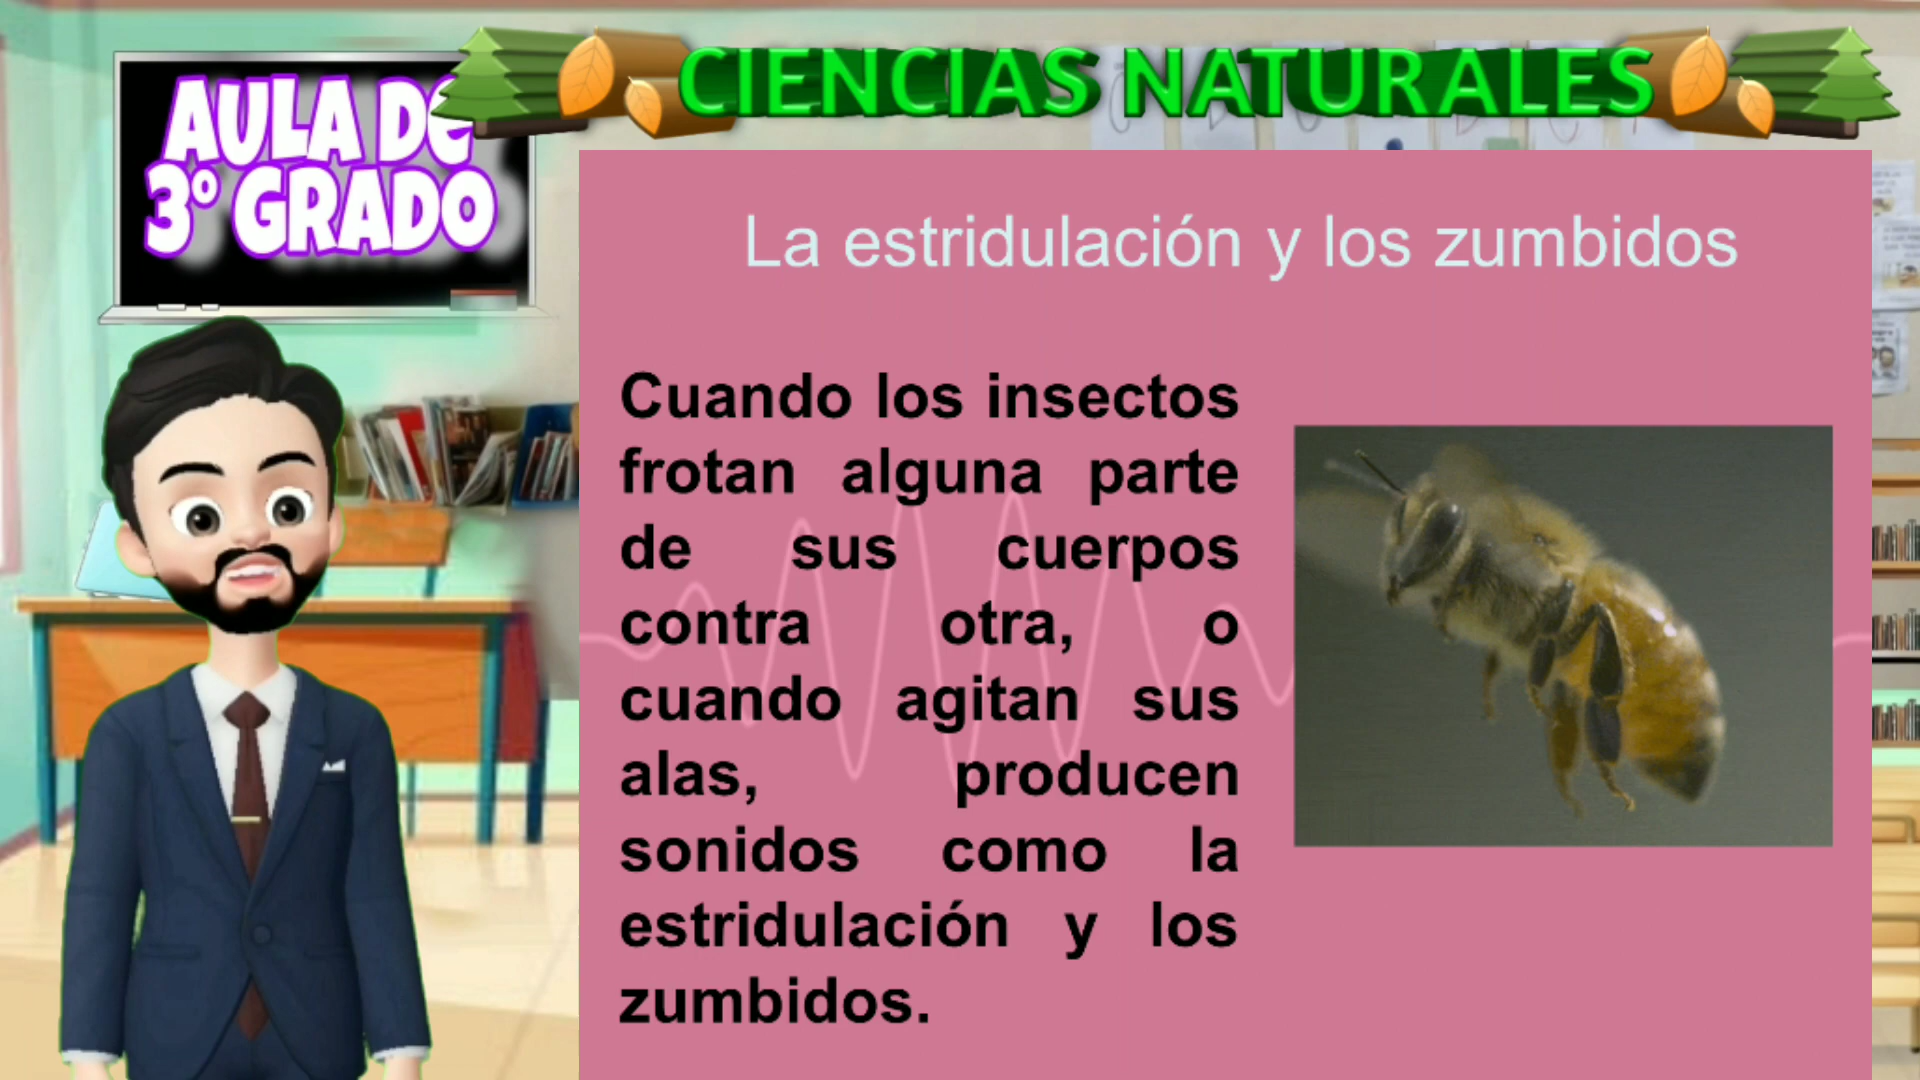 AULA DE
3º GRADO
CIENCIAS NATURALES
La estridulación y los zumbidos
Cuando los insectos
frotan alguna parte
de sus cuerpos
contra otra, o
cuando agitan sus
alas, producen
sonidos como la
estridulación y los
zumbidos.